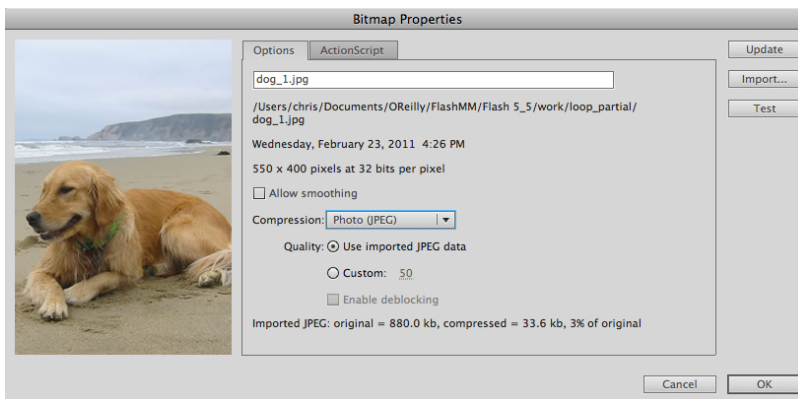 Bitmap Properties
Options
ActionScript
Update
dog_1.jpg
Import...
/Users/chris/Documents/OReilly/FlashMM/Flash 5_5/work/loop_partial/
dog_1.jpg
Test
Wednesday, February 23, 2011 4:26 PM
550 x 400 pixels at 32 bits per pixel
Allow smoothing
Compression: Photo (JPEG)
Quality: Use imported JPEG data
Custom: 50
Enable deblocking
Imported JPEG: original = 880.0 kb, compressed = 33.6 kb, 3% of original
Cancel
OK